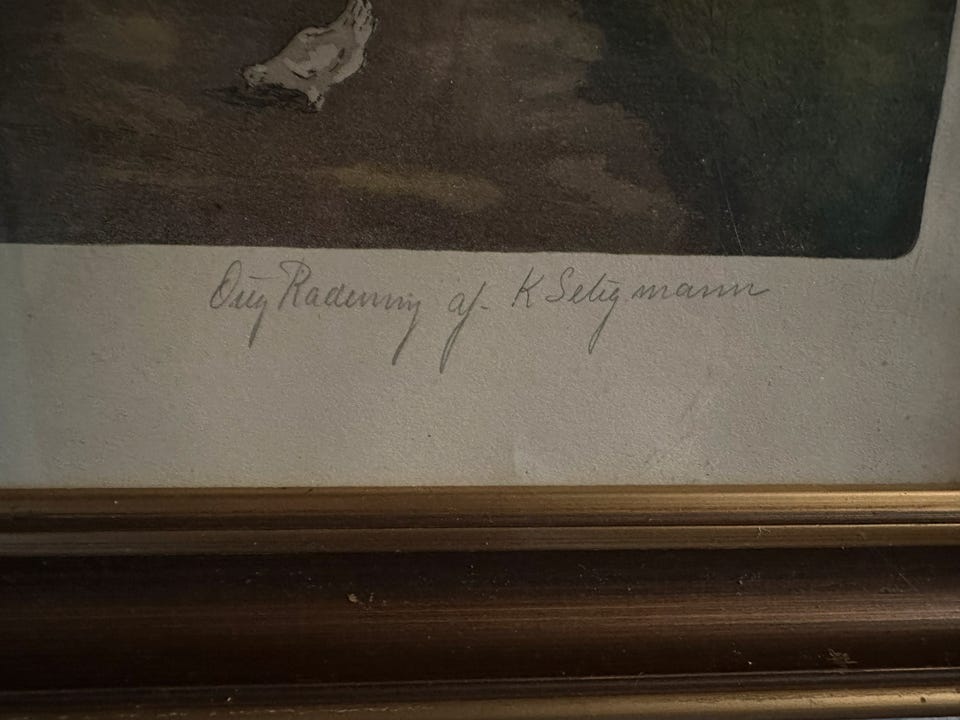 Orig Radering af K Seligmann